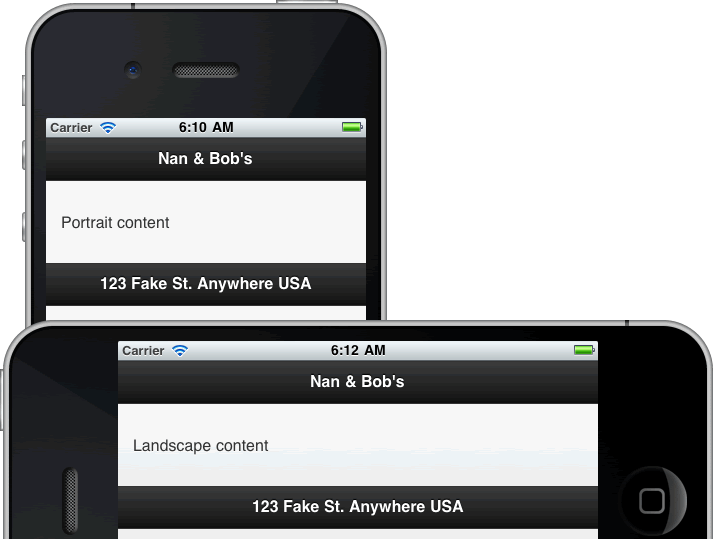 Carrier 6:10 AM
Nan & Bob's
Portrait content
123 Fake St. Anywhere USA
Carrier 6:12 AM
Nan & Bob's
Landscape content
123 Fake St. Anywhere USA